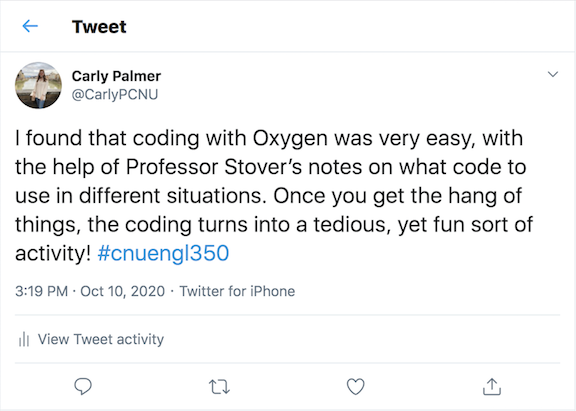 Tweet
Carly Palmer
@CarlyPCNU
I found that coding with Oxygen was very easy, with
the help of Professor Stover’s notes on what code to
use in different situations. Once you get the hang of
things, the coding turns into a tedious, yet fun sort of
activity! #cnuengl350
3:19 PM · Oct 10, 2020 · Twitter for iPhone
View Tweet activity